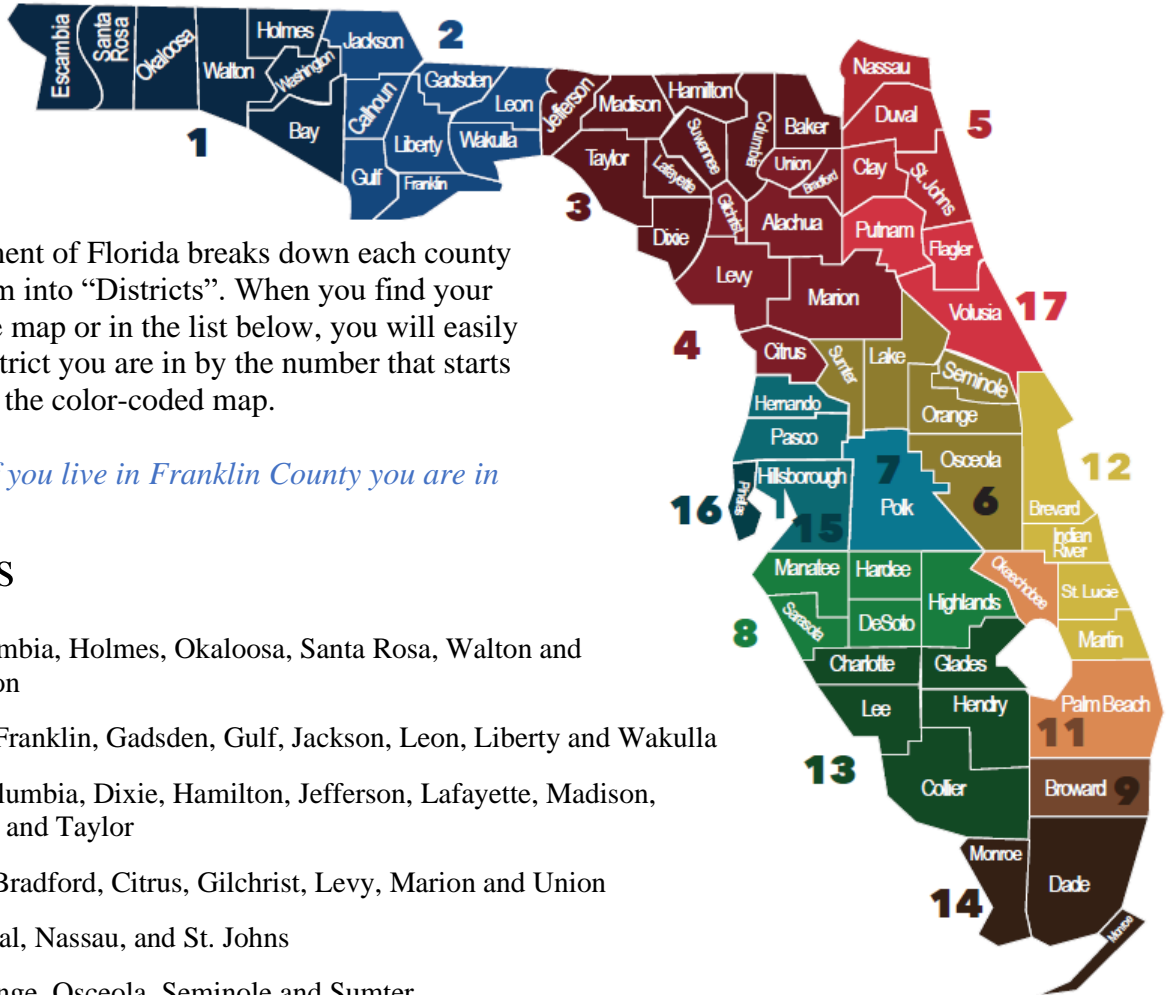 Escambia
Santa
Rosa
Okaloosa
Walton
Holmes
Washington
Bay
1
Jackson
2
Calhoun
Gadsden
Leon
Liberty
Wakulla
Gulf
Franklin
Jefferson
Madison
Hamilton
Suwannee
Columbia
Baker
Taylor
Lafayette
Union
Bradford
Gilchrist
Alachua
Dixie
3
Levy
Marion
4
Citrus
Nassau
Duval
5
Clay
St. Johns
Putnam
Flagler
Volusia
17
Sumter
Lake
Seminole
Orange
Osceola
6
Hernando
Pasco
Hillsborough
Pinellas
16
15
7
Polk
12
Brevard
Indian
River
St. Lucie
Martin
Okeechobee
Manatee
Hardee
Highlands
Sarasota
DeSoto
8
Charlotte
Glades
Lee
Hendry
13
Collier
Palm Beach
11
Broward 9
Monroe
Dade
14
Monroe
ment of Florida breaks down each county
m into “Districts”. When you find your
e map or in the list below, you will easily
strict you are in by the number that starts
the color-coded map.
f you live in Franklin County you are in
S
mbia, Holmes, Okaloosa, Santa Rosa, Walton and
on
Franklin, Gadsden, Gulf, Jackson, Leon, Liberty and Wakulla
lumbia, Dixie, Hamilton, Jefferson, Lafayette, Madison,
and Taylor
Bradford, Citrus, Gilchrist, Levy, Marion and Union
al, Nassau, and St. Johns
nge, Osceola, Seminole and Sumter